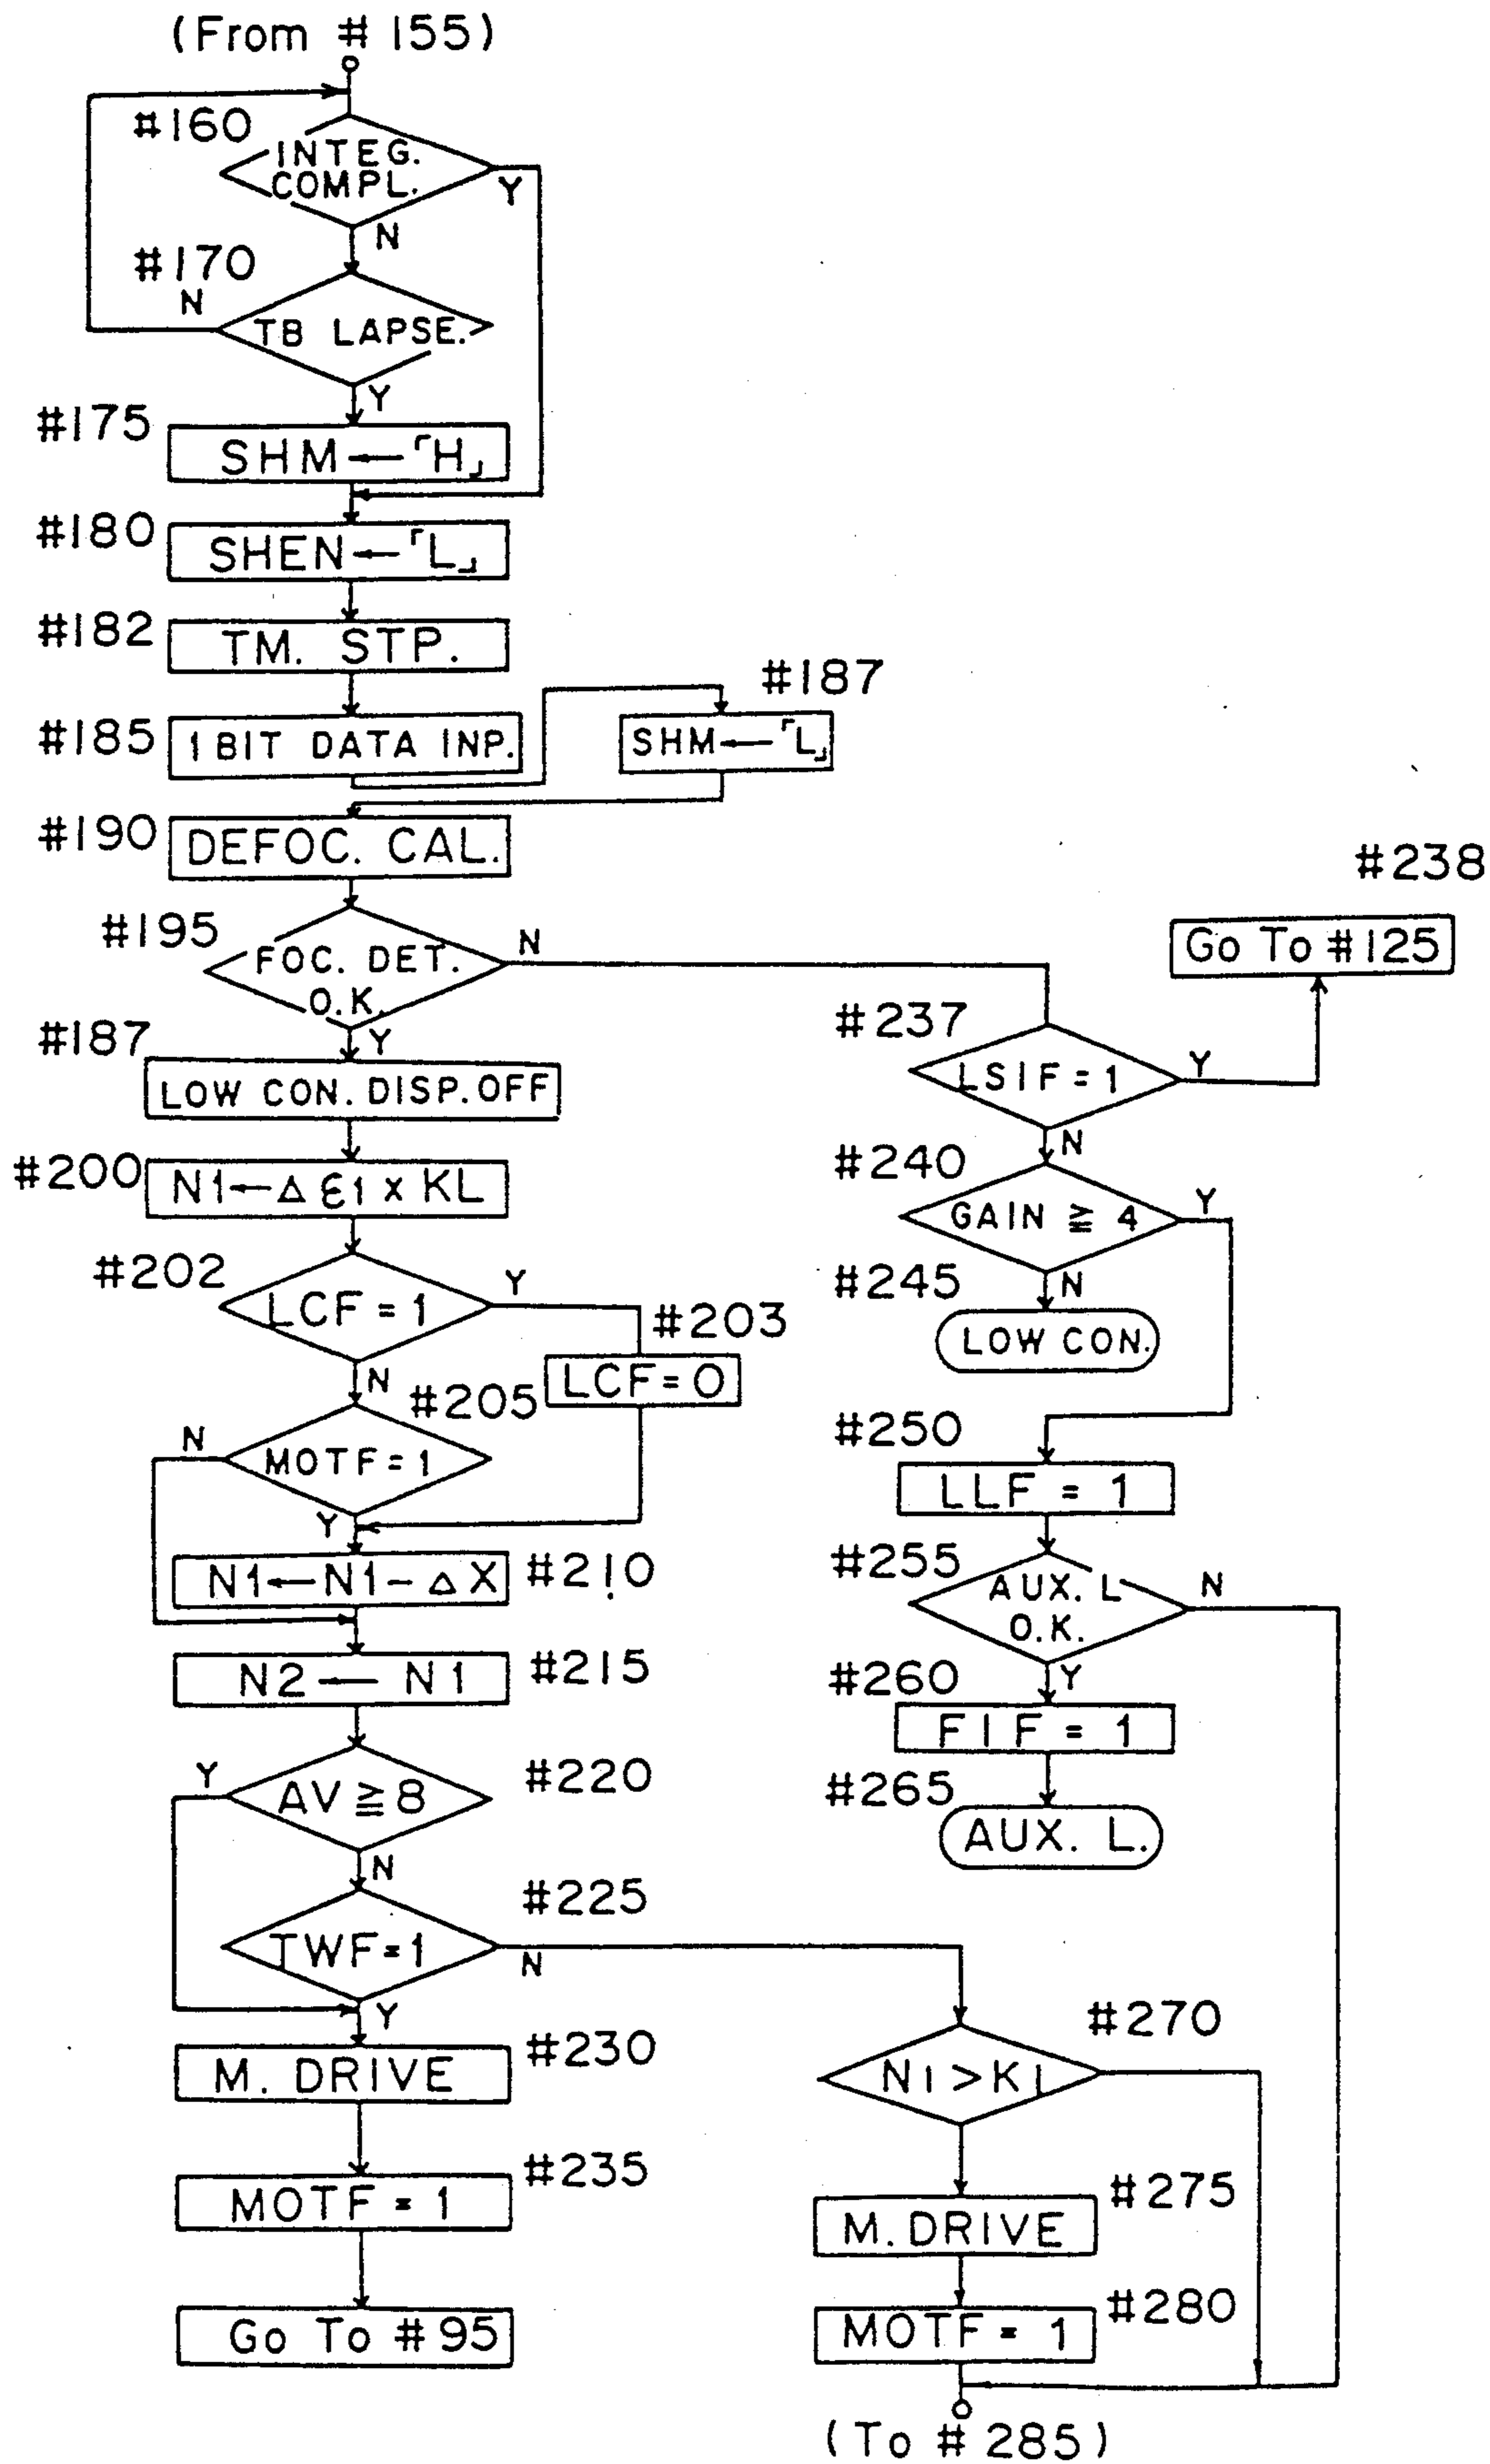 (From # 155)
#160
INTEG.
COMPL.
Y
N
#170
N
TB LAPSE.
Y
#175
SHM ← 「H」
#180
SHEN ← 「L」
#182
TM. STP.
#187
#185
1 BIT DATA INP.
SHM ← 「L」
#190
DEFOC. CAL.
#238
Go To #125
#195
FOC. DET.
O.K.
N
Y
#187
LOW CON. DISP. OFF
#237
LSIF = 1
Y
N
#200
N1 ← Δ ε1 x KL
#240
GAIN ≧ 4
Y
N
#202
LCF = 1
Y
N
#203
LCF = 0
#245
LOW CON.
#205
N
MOTF = 1
Y
#250
LLF = 1
#210
N1 ← N1 - Δ X
#255
AUX. L
O.K.
N
Y
#215
N2 ← N1
#260
FIF = 1
#220
Y
AV ≧ 8
N
#265
AUX. L.
#225
TWF = 1
N
Y
#230
M. DRIVE
#270
N1 > K1
#235
MOTF = 1
#275
M. DRIVE
Go To # 95
#280
MOTF = 1
(To # 285)